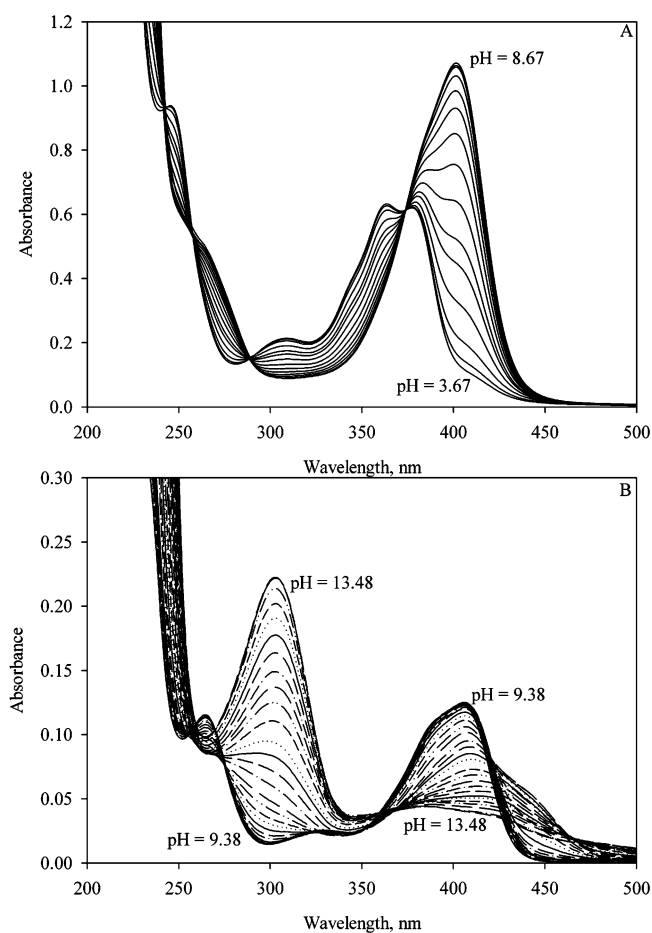 A
1.2
1.0
0.8
0.6
0.4
0.2
0.0
Absorbance
pH = 8.67
pH = 3.67
200 250 300 350 400 450 500
Wavelength, nm
B
0.30
0.25
0.20
0.15
0.10
0.05
0.00
Absorbance
pH = 13.48
pH = 9.38
pH = 13.48
pH = 9.38
200 250 300 350 400 450 500
Wavelength, nm